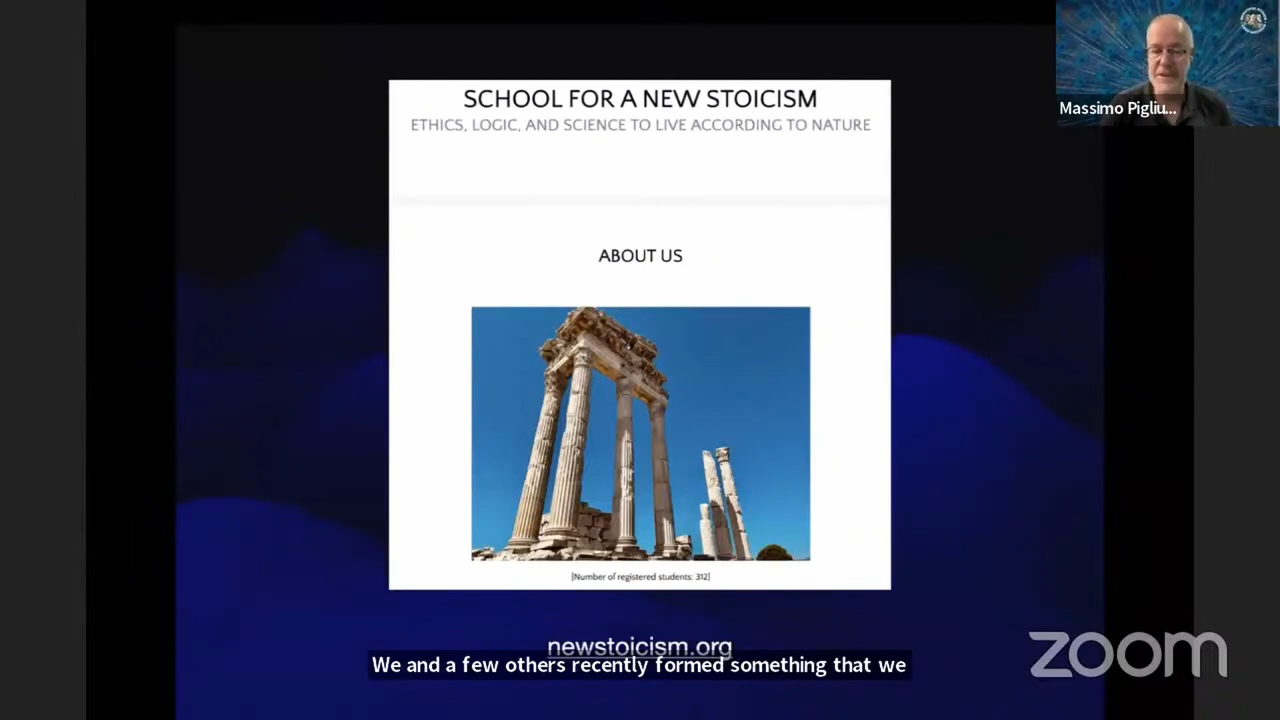 SCHOOL FOR A NEW STOICISM
ETHICS, LOGIC, AND SCIENCE TO LIVE ACCORDING TO NATURE
Massimo Pigliu...
ABOUT US
[Number of registered students: 312]
newstoicism.org
We and a few others recently formed something that we
zoom